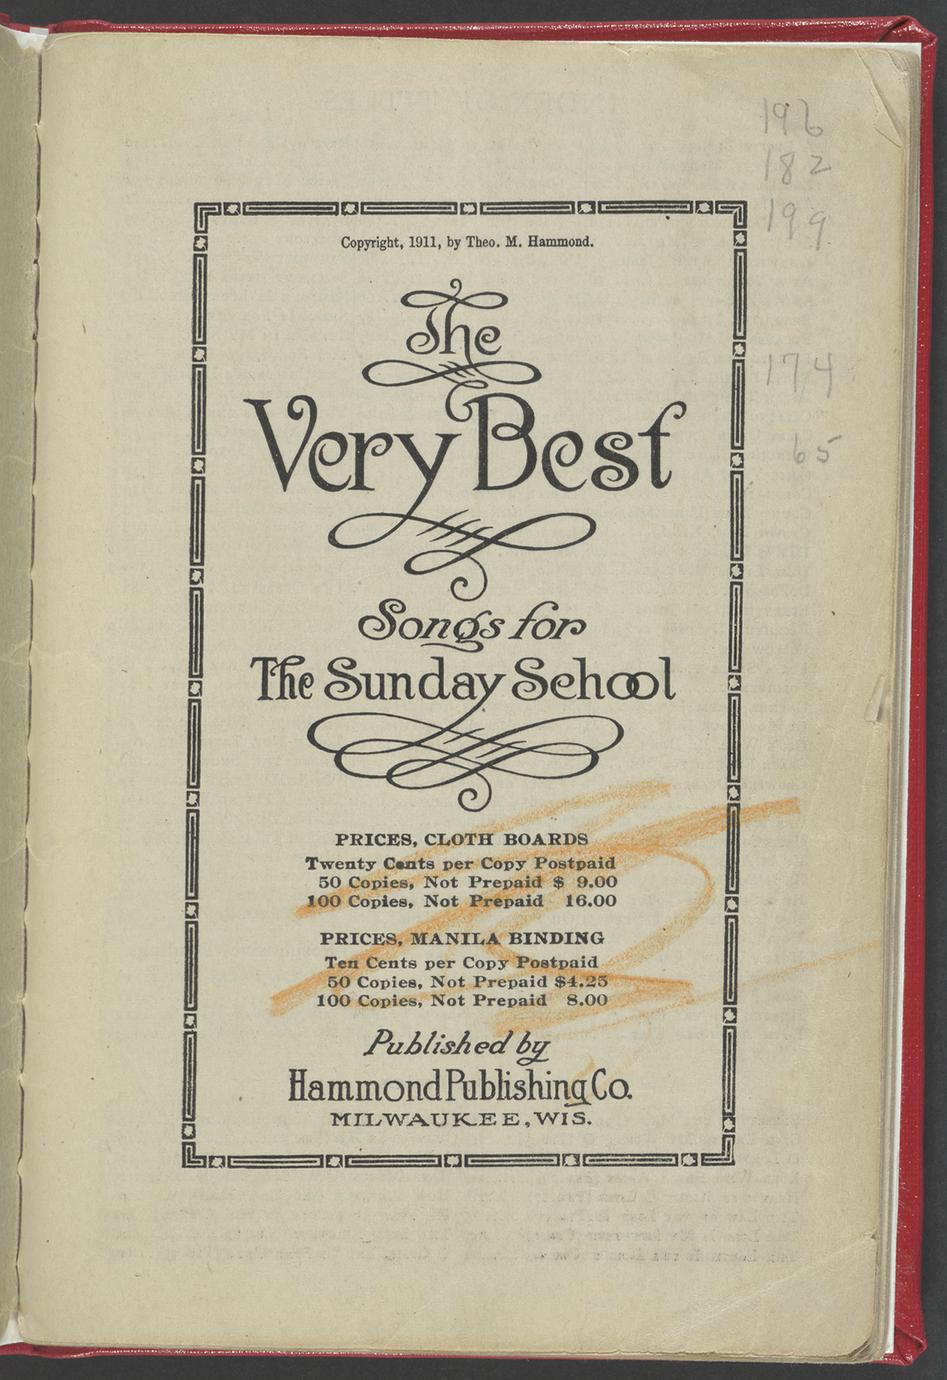 196
182
199
Copyright, 1911, by Theo. M. Hammond.
The
Very Best
174
65
Songs for
The Sunday School
PRICES, CLOTH BOARDS
Twenty Cents per Copy Postpaid
50 Copies, Not Prepaid $ 9.00
100 Copies, Not Prepaid 16.00
PRICES, MANILA BINDING
Ten Cents per Copy Postpaid
50 Copies, Not Prepaid $4.25
100 Copies, Not Prepaid 8.00
Published by
Hammond Publishing Co.
MILWAUKEE, WIS.